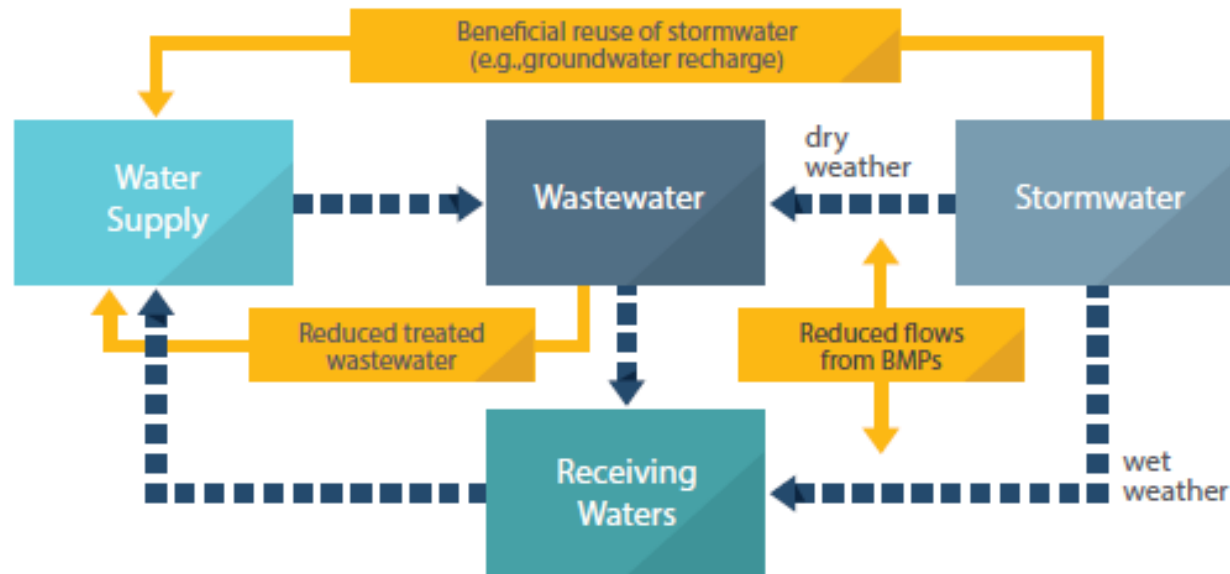 Beneficial reuse of stormwater
(e.g.,groundwater recharge)
Water
Supply
Wastewater
dry
weather
Stormwater
Reduced treated
wastewater
Reduced flows
from BMPs
Receiving
Waters
wet
weather